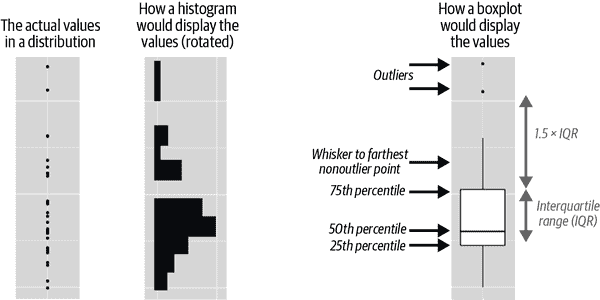 The actual values
in a distribution
How a histogram
would display the
values (rotated)
How a boxplot
would display
the values
Outliers
1.5 × IQR
Whisker to farthest
nonoutlier point
75th percentile
Interquartile
range (IQR)
50th percentile
25th percentile